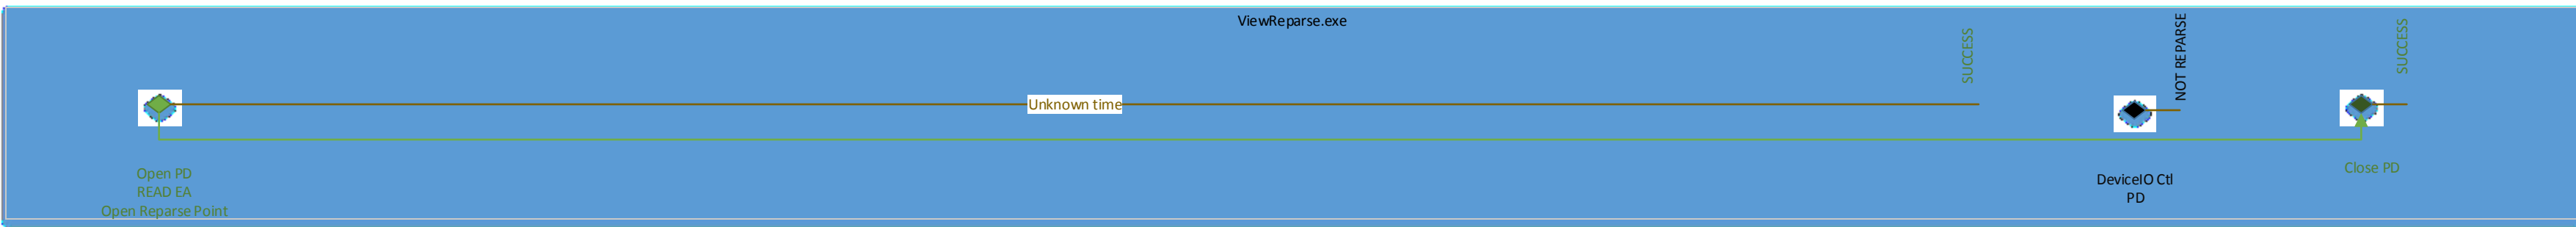 ViewReparse.exe
SUCCESS
NOT REPARSE
SUCCESS
Unknown time
Open PD
READ EA
Open Reparse Point
DeviceIO Ctl
PD
Close PD